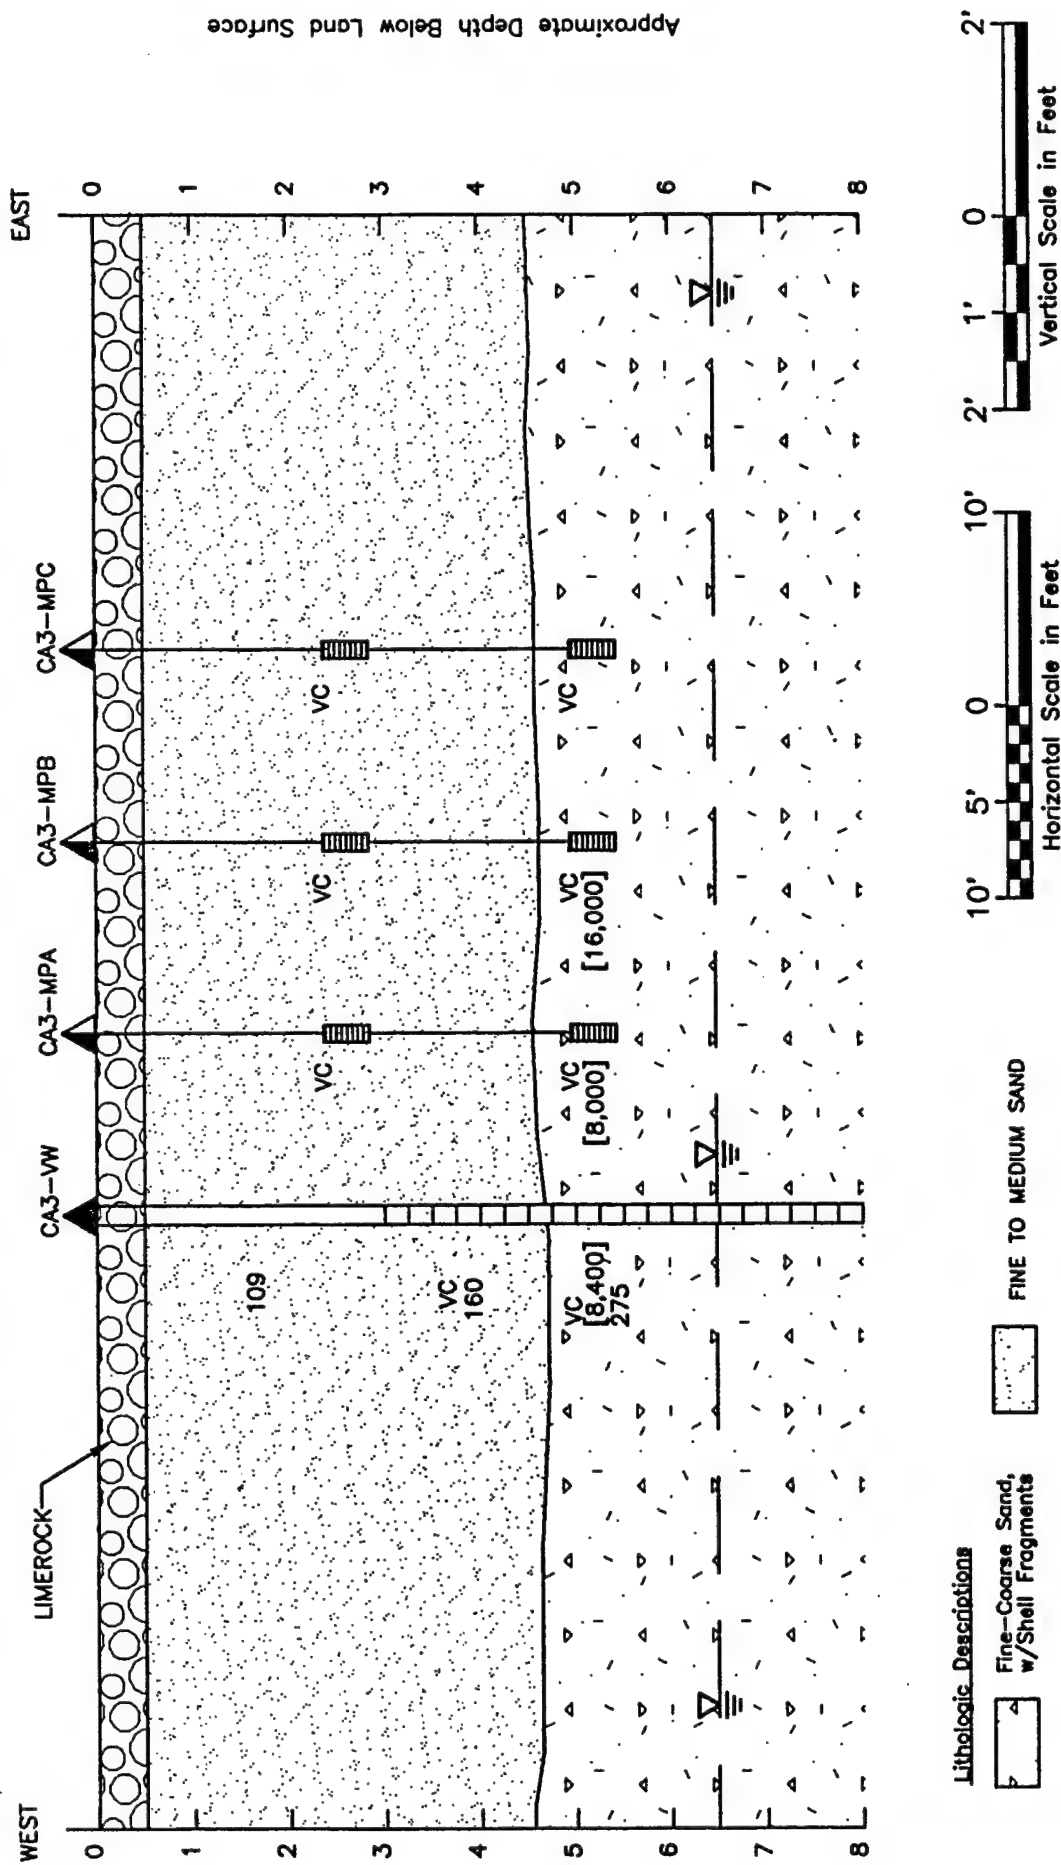 WEST
EAST
LIMEROCK
CA3-VW
CA3-MPA
CA3-MPB
CA3-MPC
0
1
2
3
4
5
6
7
8
0
1
2
3
4
5
6
7
8
Approximate Depth Below Land Surface
109
VC
160
VC
[8,400]
275
VC
VC
[8,000]
VC
VC
[16,000]
VC
VC
Lithologic Descriptions
Fine-Coarse Sand,
w/Shell Fragments
FINE TO MEDIUM SAND
10' 5' 0 10'
Horizontal Scale in Feet
2' 1' 0 2'
Vertical Scale in Feet